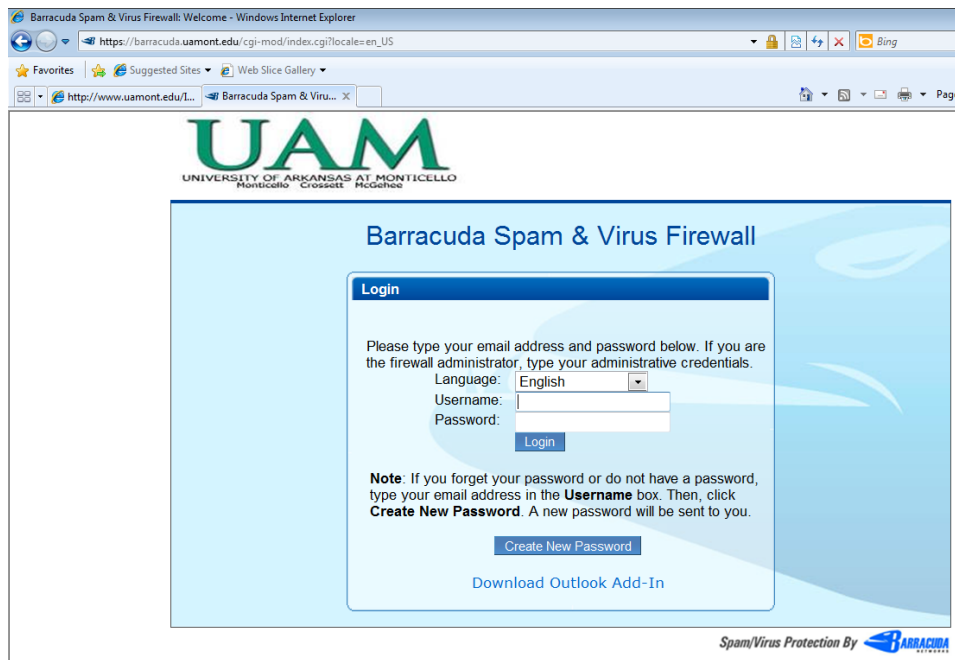 Barracuda Spam & Virus Firewall: Welcome - Windows Internet Explorer
https://barracuda.uamont.edu/cgi-mod/index.cgi?locale=en_US
Bing
Favorites Suggested Sites Web Slice Gallery
http://www.uamont.edu/I... Barracuda Spam & Viru... X
Page
UAM
UNIVERSITY OF ARKANSAS AT MONTICELLO
Monticello Crossett McGehee
Barracuda Spam & Virus Firewall
Login
Please type your email address and password below. If you are
the firewall administrator, type your administrative credentials.
Language: English
Username:
Password:
Login
Note: If you forget your password or do not have a password,
type your email address in the Username box. Then, click
Create New Password. A new password will be sent to you.
Create New Password
Download Outlook Add-In
Spam/Virus Protection By BARRACUDA
NETWORKS